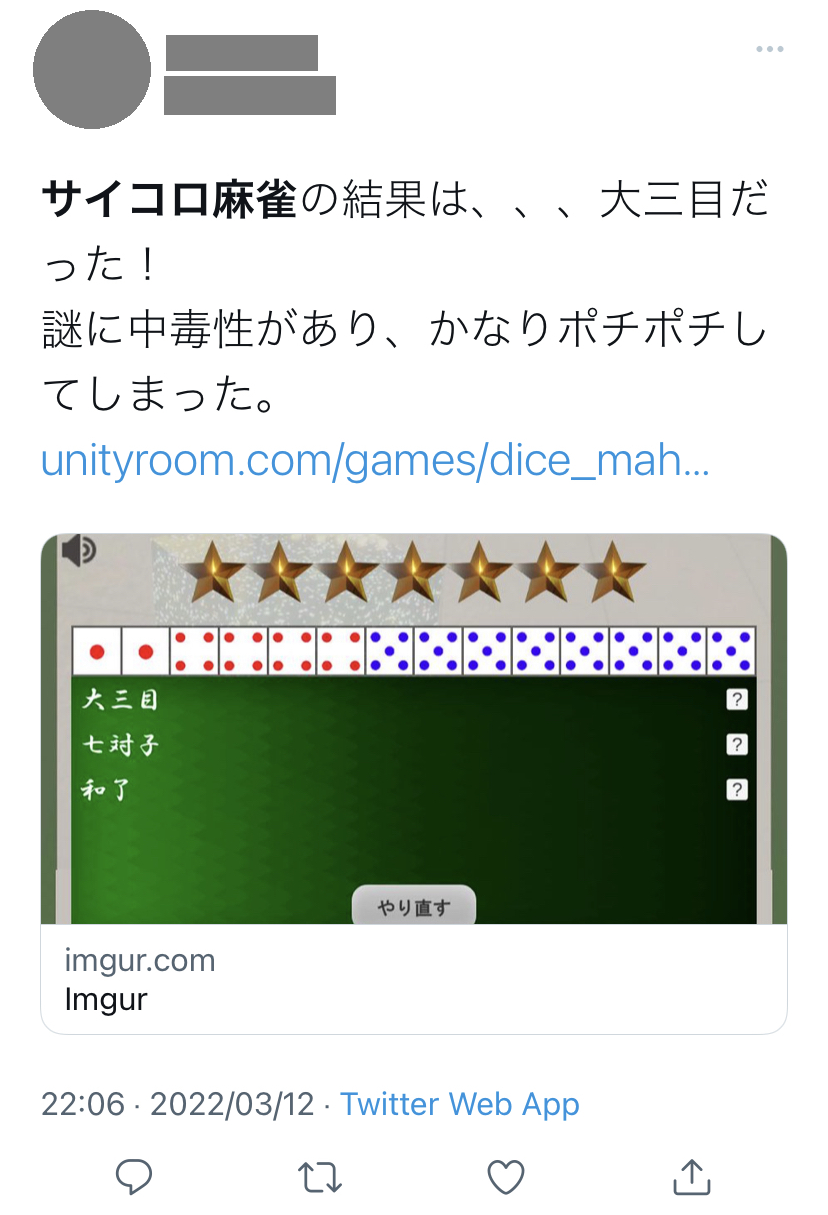 サイコロ麻雀の結果は、、、大三目だ
った！
謎に中毒性があり、かなりポチポチし
てしまった。
unityroom.com/games/dice_mah...
大三目 ?
七対子 ?
和了 ?
やり直す
imgur.com
Imgur
22:06 · 2022/03/12 · Twitter Web App